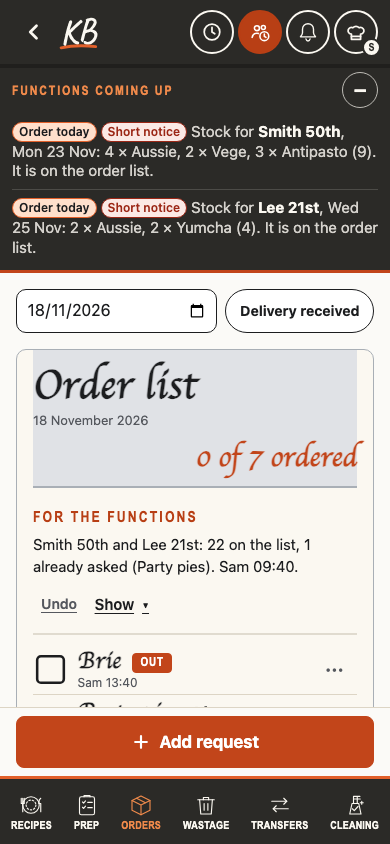 KB
S
FUNCTIONS COMING UP
Order today Short notice Stock for Smith 50th,
Mon 23 Nov: 4 × Aussie, 2 × Vege, 3 × Antipasto (9).
It is on the order list.
Order today Short notice Stock for Lee 21st, Wed
25 Nov: 2 × Aussie, 2 × Yumcha (4). It is on the order
list.
18/11/2026
Delivery received
Order list
18 November 2026
0 of 7 ordered
FOR THE FUNCTIONS
Smith 50th and Lee 21st: 22 on the list, 1
already asked (Party pies). Sam 09:40.
Undo Show
Brie OUT
Sam 13:40
+ Add request
RECIPES PREP ORDERS WASTAGE TRANSFERS CLEANING